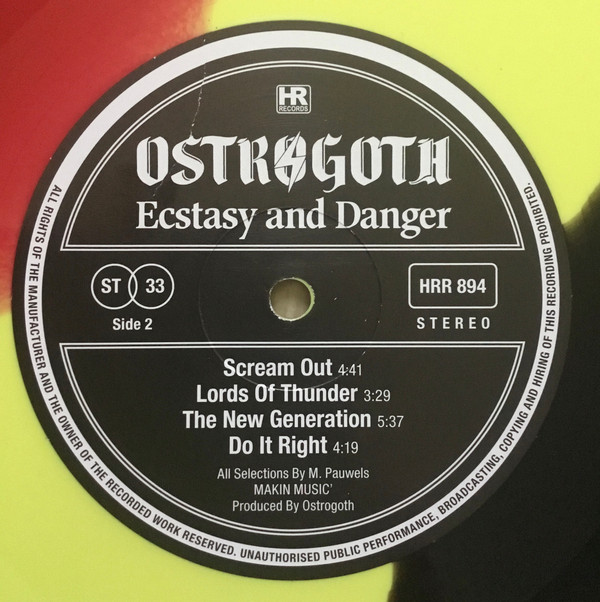 HR
RECORDS
OSTROGOTH
Ecstasy and Danger
ST 33
Side 2
HRR 894
STEREO
Scream Out 4:41
Lords Of Thunder 3:29
The New Generation 5:37
Do It Right 4:19
All Selections By M. Pauwels
MAKIN MUSIC'
Produced By Ostrogoth
ALL RIGHTS OF THE MANUFACTURER AND THE OWNER OF THE RECORDED WORK RESERVED. UNAUTHORISED PUBLIC PERFORMANCE, BROADCASTING, COPYING AND HIRING OF THIS RECORDING PROHIBITED.